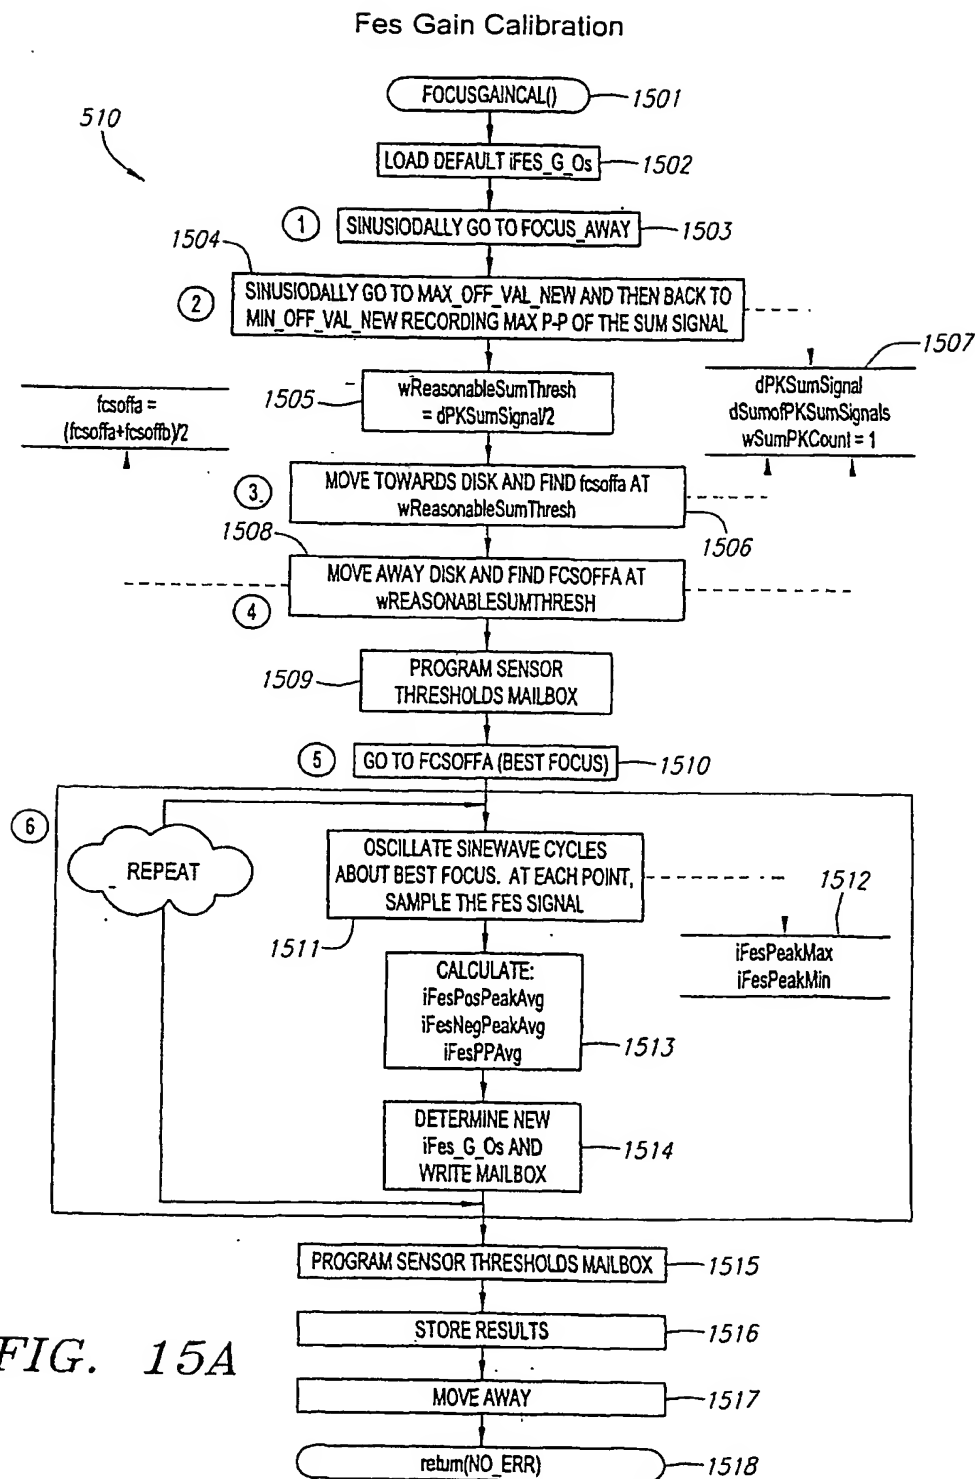 Fes Gain Calibration
FOCUSGAINCAL()
1501
510
LOAD DEFAULT iFES_G_Os
1502
1
SINUSIODALLY GO TO FOCUS_AWAY
1503
1504
2
SINUSIODALLY GO TO MAX_OFF_VAL_NEW AND THEN BACK TO
MIN_OFF_VAL_NEW RECORDING MAX P-P OF THE SUM SIGNAL
1507
fcsoffa =
(fcsoffa+fcsoffb)/2
1505
wReasonableSumThresh
= dPKSumSignal/2
dPKSumSignal
dSumofPKSumSignals
wSumPKCount = 1
3
MOVE TOWARDS DISK AND FIND fcsoffa AT
wReasonableSumThresh
1506
1508
4
MOVE AWAY DISK AND FIND FCSOFFA AT
wREASONABLESUMTHRESH
1509
PROGRAM SENSOR
THRESHOLDS MAILBOX
5
GO TO FCSOFFA (BEST FOCUS)
1510
6
REPEAT
OSCILLATE SINEWAVE CYCLES
ABOUT BEST FOCUS. AT EACH POINT,
SAMPLE THE FES SIGNAL
1511
1512
iFesPeakMax
iFesPeakMin
CALCULATE:
iFesPosPeakAvg
iFesNegPeakAvg
iFesPPAvg
1513
DETERMINE NEW
iFes_G_Os AND
WRITE MAILBOX
1514
PROGRAM SENSOR THRESHOLDS MAILBOX
1515
STORE RESULTS
1516
MOVE AWAY
1517
return(NO_ERR)
1518
FIG. 15A